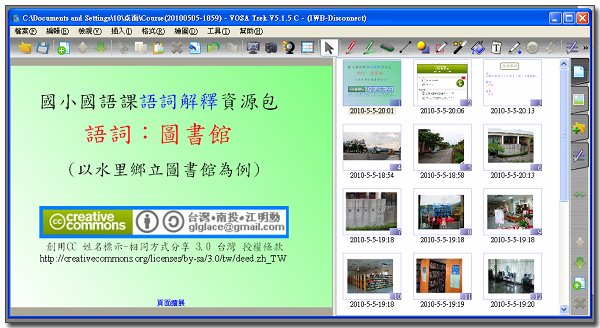 C:\Documents and Settings\10\桌面\Course(20100505-1859) - VOSA Trek V5.1.5 C - (IWB-Disconnect)
檔案(F) 編輯(E) 檢視(V) 插入(I) 格式(R) 繪圖(D) 工具(T) 幫助(H)
國小國語課語詞解釋資源包
語詞：圖書館
(以水里鄉立圖書館為例)
creative commons
台灣•南投•江明勳
glglace@gmail.com
創用CC 姓名標示-相同方式分享 3.0 台灣 授權條款
http://creativecommons.org/licenses/by-sa/3.0/tw/deed.zh_TW
頁面擴展
2010-5-5-20:01 2010-5-5-20:06 2010-5-5-20:13
2010-5-5-18:54 2010-5-5-18:58 2010-5-5-19:13
2010-5-5-19:18 2010-5-5-19:18 2010-5-5-19:18
2010-5-5-19:18 2010-5-5-19:19 2010-5-5-19:20